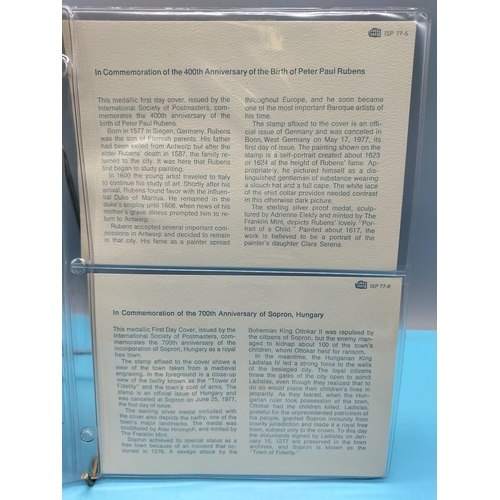 ISP 77-5
In Commemoration of the 400th Anniversary of the Birth of Peter Paul Rubens
This medallic first day cover, issued by the
International Society of Postmasters, com-
memorates the 400th anniversary of the
birth of Peter Paul Rubens.
Born in 1577 in Siegen, Germany, Rubens
was the son of Flemish parents. His father
had been exiled from Antwerp but after the
elder Rubens' death in 1587, the family re-
turned to the city. It was here that Rubens
first began to study painting.
In 1600 the young artist traveled to Italy
to continue his study of art. Shortly after his
arrival, Rubens found favor with the influen-
tial Duke of Mantua. He remained in the
duke's employ until 1608, when news of his
mother's grave illness prompted him to re-
turn to Antwerp.
Rubens accepted several important com-
missions in Antwerp and decided to remain
in that city. His fame as a painter spread
throughout Europe, and he soon became
one of the most important Baroque artists of
his time.
The stamp affixed to the cover is an offi-
cial issue of Germany and was canceled in
Bonn, West Germany on May 17, 1977, its
first day of issue. The painting shown on the
stamp is a self-portrait created about 1623
or 1624 at the height of Rubens' fame. Ap-
propriately, he pictured himself as a dis-
tinguished gentleman of substance wearing
a slouch hat and a full cape. The white lace
of his shirt collar provides needed contrast
in this otherwise dark picture.
The sterling silver proof medal, sculp-
tured by Adrienne and minted by The
Franklin Mint, depicts Rubens' lovely "Por-
trait of a Child." Painted about 1617, the
work is believed to be a portrait of the
painter's daughter Clara Serena.
ISP 77-6
In Commemoration of the 700th Anniversary of Sopron, Hungary
This medallic First Day Cover, issued by the
International Society of Postmasters, com-
memorates the 700th anniversary of the
incorporation of Sopron, Hungary as a royal
free town.
The stamp affixed to the cover shows a
view of the town taken from a medieval
engraving. In the foreground is a close-up
view of the belfry known as the "Tower of
Fidelity" and the town's coat of arms. The
stamp is an official issue of Hungary and
was canceled at Sopron on June 25, 1977,
the first day of issue.
The sterling silver medal included with
the cover also depicts the belfry, one of the
town's major landmarks. The medal was
sculptured by Alex and minted by
The Franklin Mint.
Sopron achieved its special status as a
free town because of an incident that oc-
curred in 1276. A savage attack by the
Bohemian King Ottokar II was repulsed by
the citizens of Sopron, but the enemy man-
aged to kidnap about 100 of the town's
children, whom Ottokar held for ransom.
In the meantime, the Hungarian King
Ladislas IV led a strong force to the walls
of the besieged city. The loyal citizens
threw the gates of the city open to admit
Ladislas, even though they realized that to
do so would place their children's lives in
jeopardy. As they feared, when the Hun-
garian ruler took possession of the town,
Ottokar had the children killed. Ladislas,
grateful for the unprecedented patriotism of
his people, granted Sopron immunity from
county jurisdiction and made it a royal free
town, subject only to the crown. To this day
the documents signed by Ladislas on Janu-
ary 10, 1277 are preserved in the town
archives, and Sopron is known as the
"Town of Fidelity."